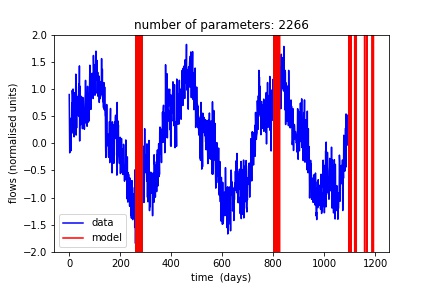 number of parameters: 2266
flows (normalised units)
2.0
1.5
1.0
0.5
0.0
−0.5
−1.0
−1.5
−2.0
data
model
0 200 400 600 800 1000 1200
time (days)